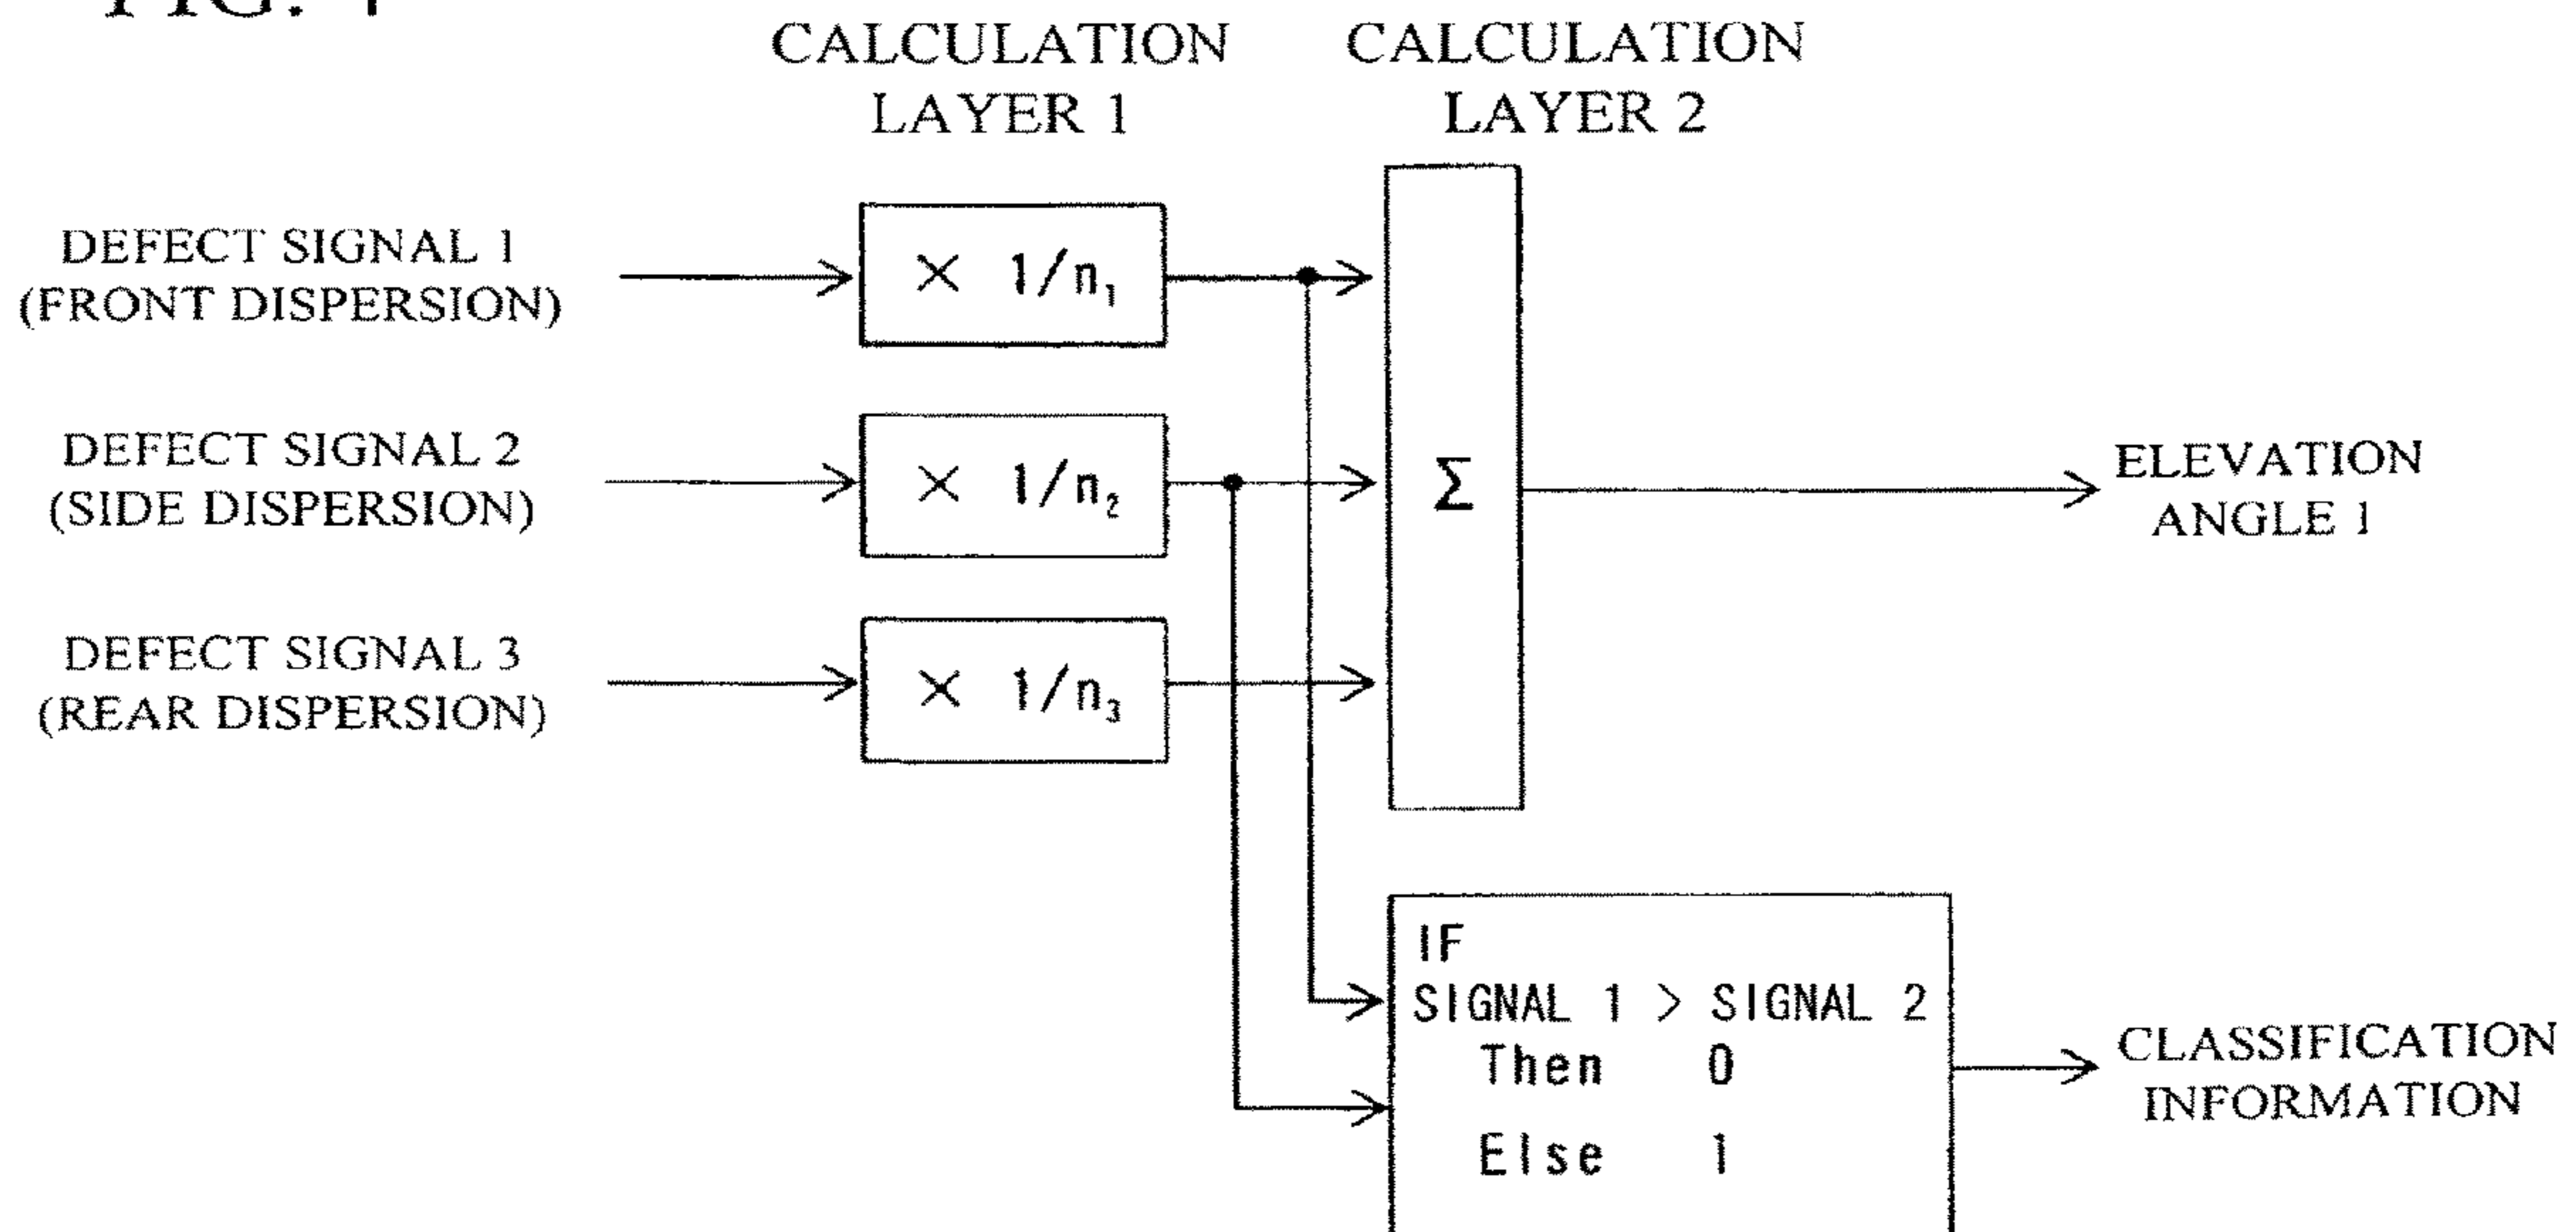 CALCULATION
LAYER 1
CALCULATION
LAYER 2
DEFECT SIGNAL 1
(FRONT DISPERSION)
× 1/n₁
DEFECT SIGNAL 2
(SIDE DISPERSION)
× 1/n₂
Σ
ELEVATION
ANGLE 1
DEFECT SIGNAL 3
(REAR DISPERSION)
× 1/n₃
IF
SIGNAL 1 > SIGNAL 2
Then 0
Else 1
CLASSIFICATION
INFORMATION